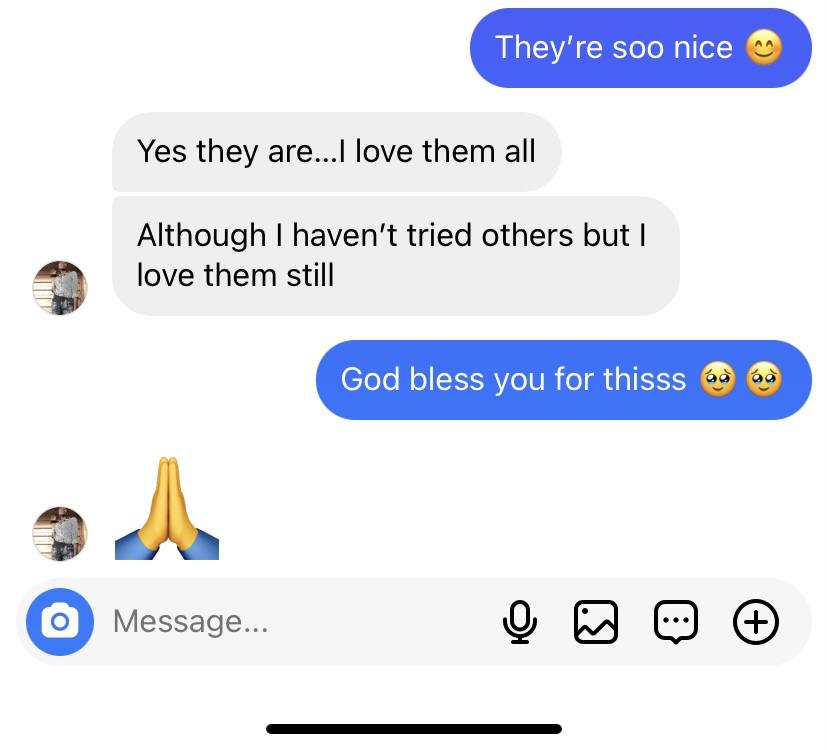 They’re soo nice 😊
Yes they are...I love them all
Although I haven’t tried others but I
love them still
God bless you for thisss 🥹 🥹
🙏
Message...